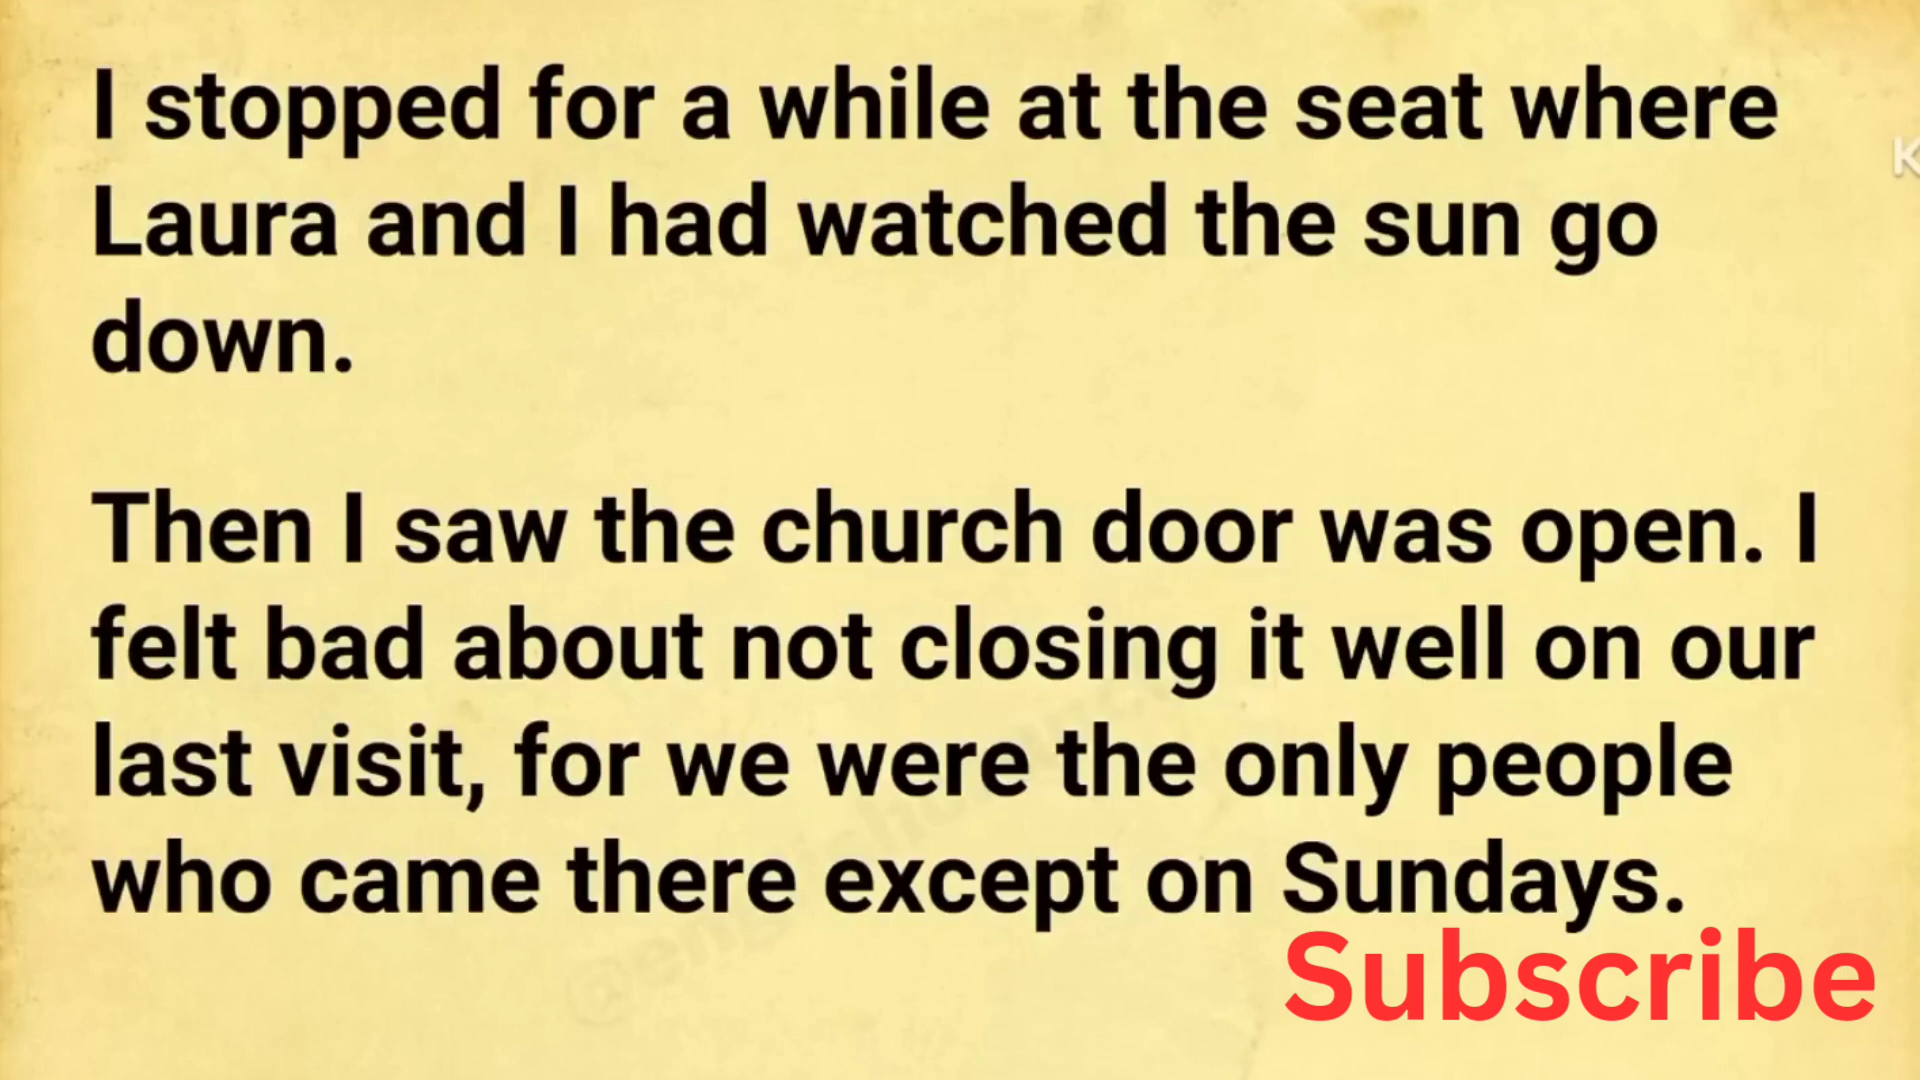 I stopped for a while at the seat where
Laura and I had watched the sun go
down.
Then I saw the church door was open. I
felt bad about not closing it well on our
last visit, for we were the only people
who came there except on Sundays.
Subscribe